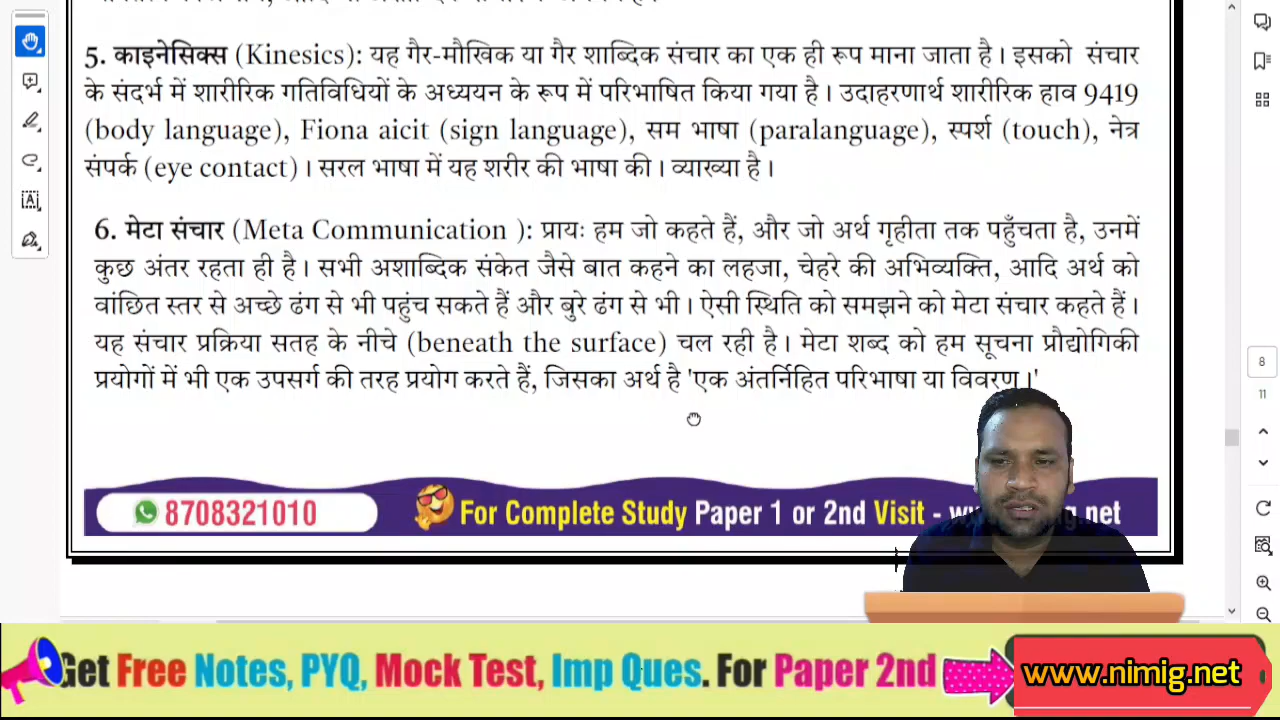 5. काइनेसिक्स (Kinesics): यह गैर-मौखिक या गैर शाब्दिक संचार का एक ही रूप माना जाता है। इसको संचार
के संदर्भ में शारीरिक गतिविधियों के अध्ययन के रूप में परिभाषित किया गया है। उदाहरणार्थ शारीरिक हाव 9419
(body language), Fiona aicit (sign language), सम भाषा (paralanguage), स्पर्श (touch), नेत्र
संपर्क (eye contact)। सरल भाषा में यह शरीर की भाषा की। व्याख्या है।
6. मेटा संचार (Meta Communication ): प्रायः हम जो कहते हैं, और जो अर्थ गृहीता तक पहुँचता है, उनमें
कुछ अंतर रहता ही है। सभी अशाब्दिक संकेत जैसे बात कहने का लहजा, चेहरे की अभिव्यक्ति, आदि अर्थ को
वांछित स्तर से अच्छे ढंग से भी पहुंच सकते हैं और बुरे ढंग से भी। ऐसी स्थिति को समझने को मेटा संचार कहते हैं।
यह संचार प्रक्रिया सतह के नीचे (beneath the surface) चल रही है। मेटा शब्द को हम सूचना प्रौद्योगिकी
प्रयोगों में भी एक उपसर्ग की तरह प्रयोग करते हैं, जिसका अर्थ है 'एक अंतर्निहित परिभाषा या विवरण।'
8
11
8708321010 For Complete Study Paper 1 or 2nd Visit - g.net
Get Free Notes, PYQ, Mock Test, Imp Ques. For Paper 2nd www.nimig.net